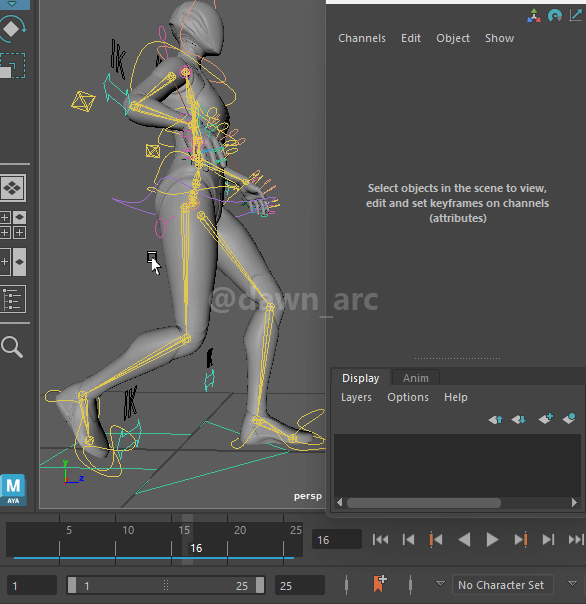 Channels Edit Object Show
IK
Select objects in the scene to view,
edit and set keyframes on channels
(attributes)
@dawn_arc
Display Anim
Layers Options Help
IK
y
z
persp
M
AYA
5 10 15 20 25
16
16
1 1 25 25 No Character Set